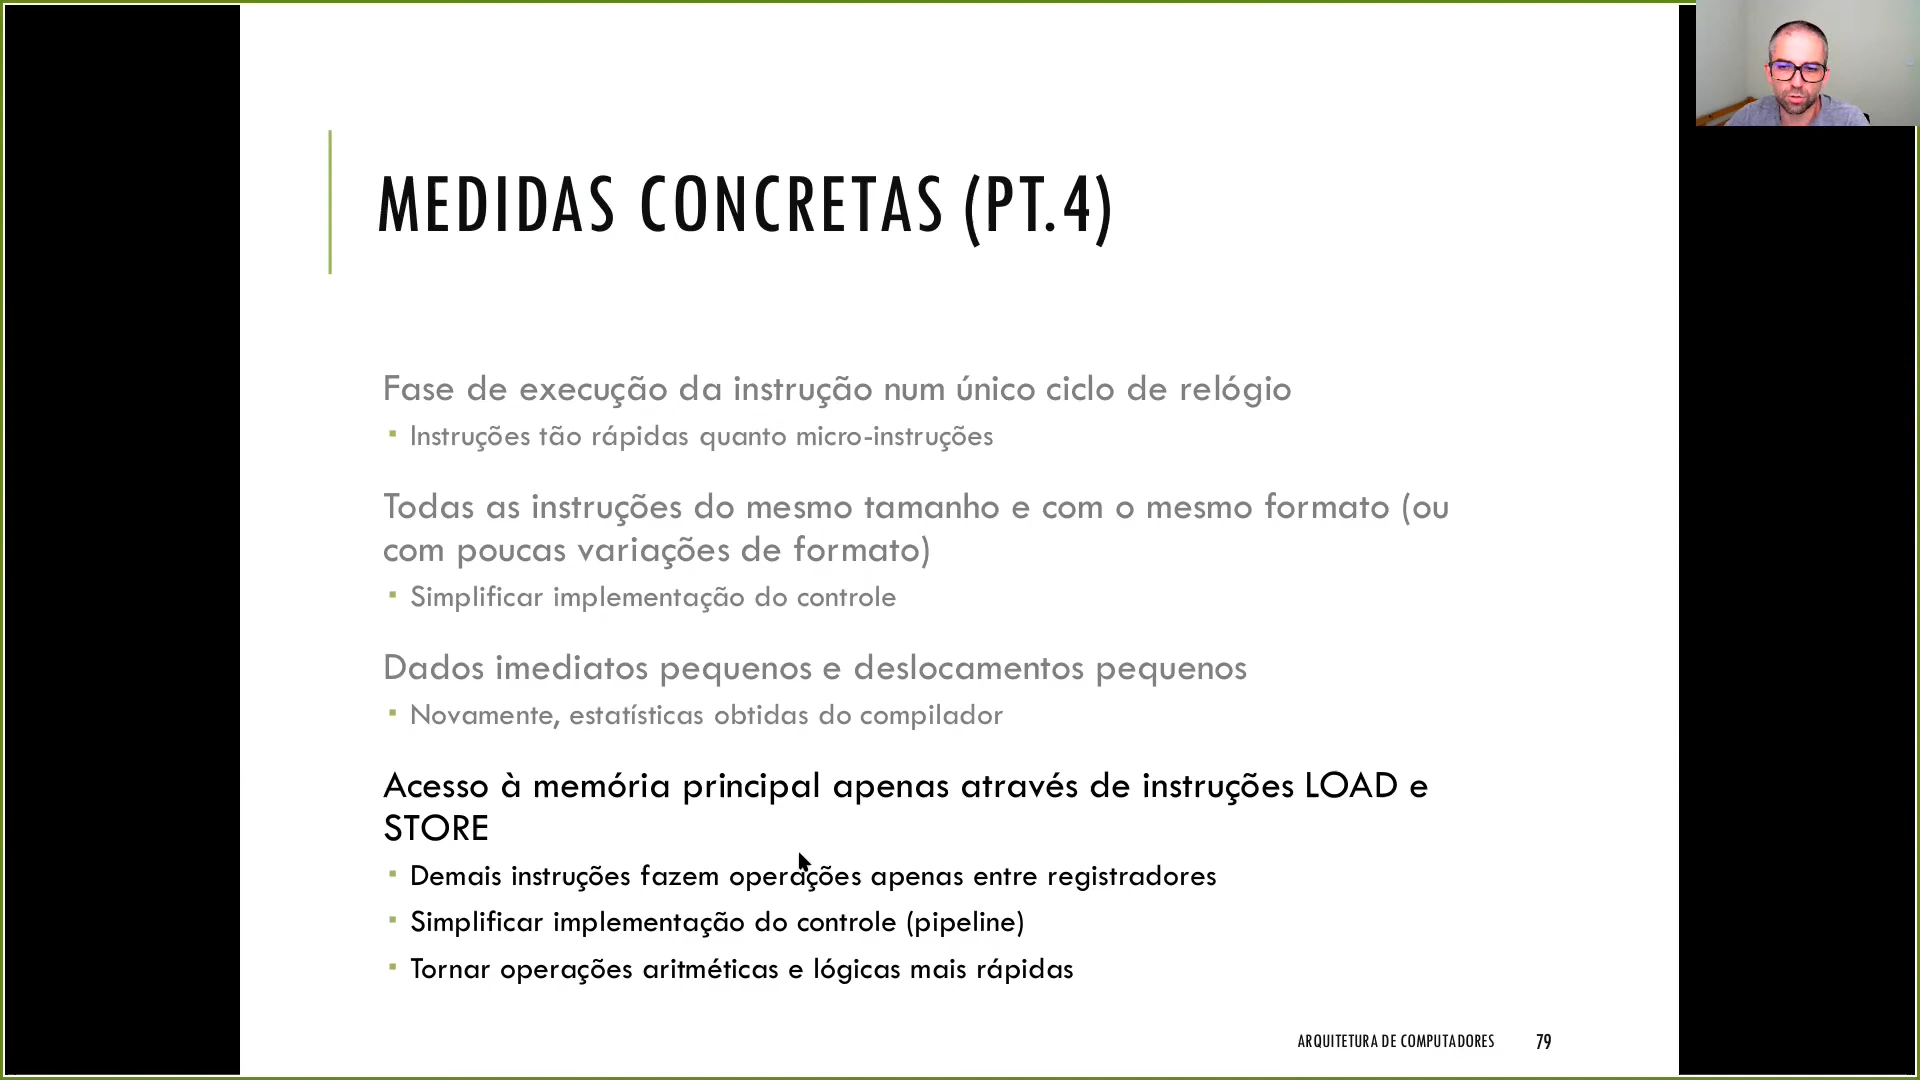 MEDIDAS CONCRETAS (PT.4)
Fase de execução da instrução num único ciclo de relógio
▪ Instruções tão rápidas quanto micro-instruções
Todas as instruções do mesmo tamanho e com o mesmo formato (ou
com poucas variações de formato)
▪ Simplificar implementação do controle
Dados imediatos pequenos e deslocamentos pequenos
▪ Novamente, estatísticas obtidas do compilador
Acesso à memória principal apenas através de instruções LOAD e
STORE
▪ Demais instruções fazem operações apenas entre registradores
▪ Simplificar implementação do controle (pipeline)
▪ Tornar operações aritméticas e lógicas mais rápidas
ARQUITETURA DE COMPUTADORES 79